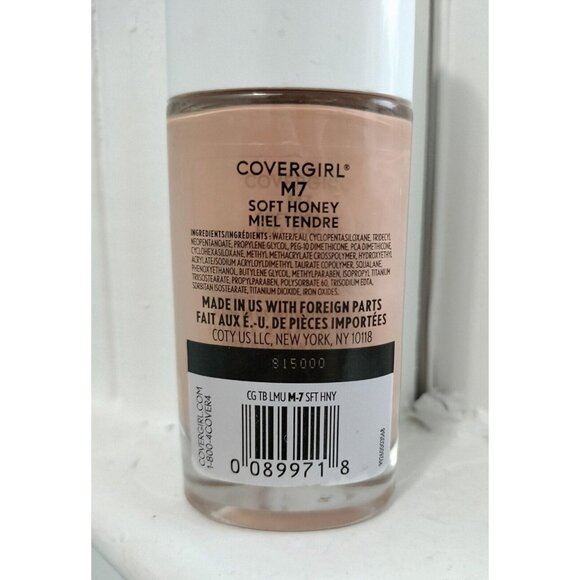 COVERGIRL®
M7
SOFT HONEY
MIEL TENDRE
INGREDIENTS/INGRÉDIENTS: WATER/EAU, CYCLOPENTASILOXANE, TRIDECYL
NEOPENTANOATE, PROPYLENE GLYCOL, PEG-10 DIMETHICONE, PCA DIMETHICONE,
CYCLOHEXASILOXANE, METHYL METHACRYLATE CROSSPOLYMER, HYDROXYETHYL
ACRYLATE/SODIUM ACRYLOYLDIMETHYL TAURATE COPOLYMER, SQUALANE,
PHENOXYETHANOL, BUTYLENE GLYCOL, METHYLPARABEN, ISOPROPYL TITANIUM
TRIISOSTEARATE, PROPYLPARABEN, POLYSORBATE 60, TRISODIUM EDTA,
SORBITAN ISOSTEARATE, TITANIUM DIOXIDE, IRON OXIDES.
MADE IN US WITH FOREIGN PARTS
FAIT AUX É.-U. DE PIÈCES IMPORTÉES
COTY US LLC, NEW YORK, NY 10118
815000
CG TB LMU M-7 SFT HNY
0 089971 8
COVERGIRL.COM
1-800-4COVER4